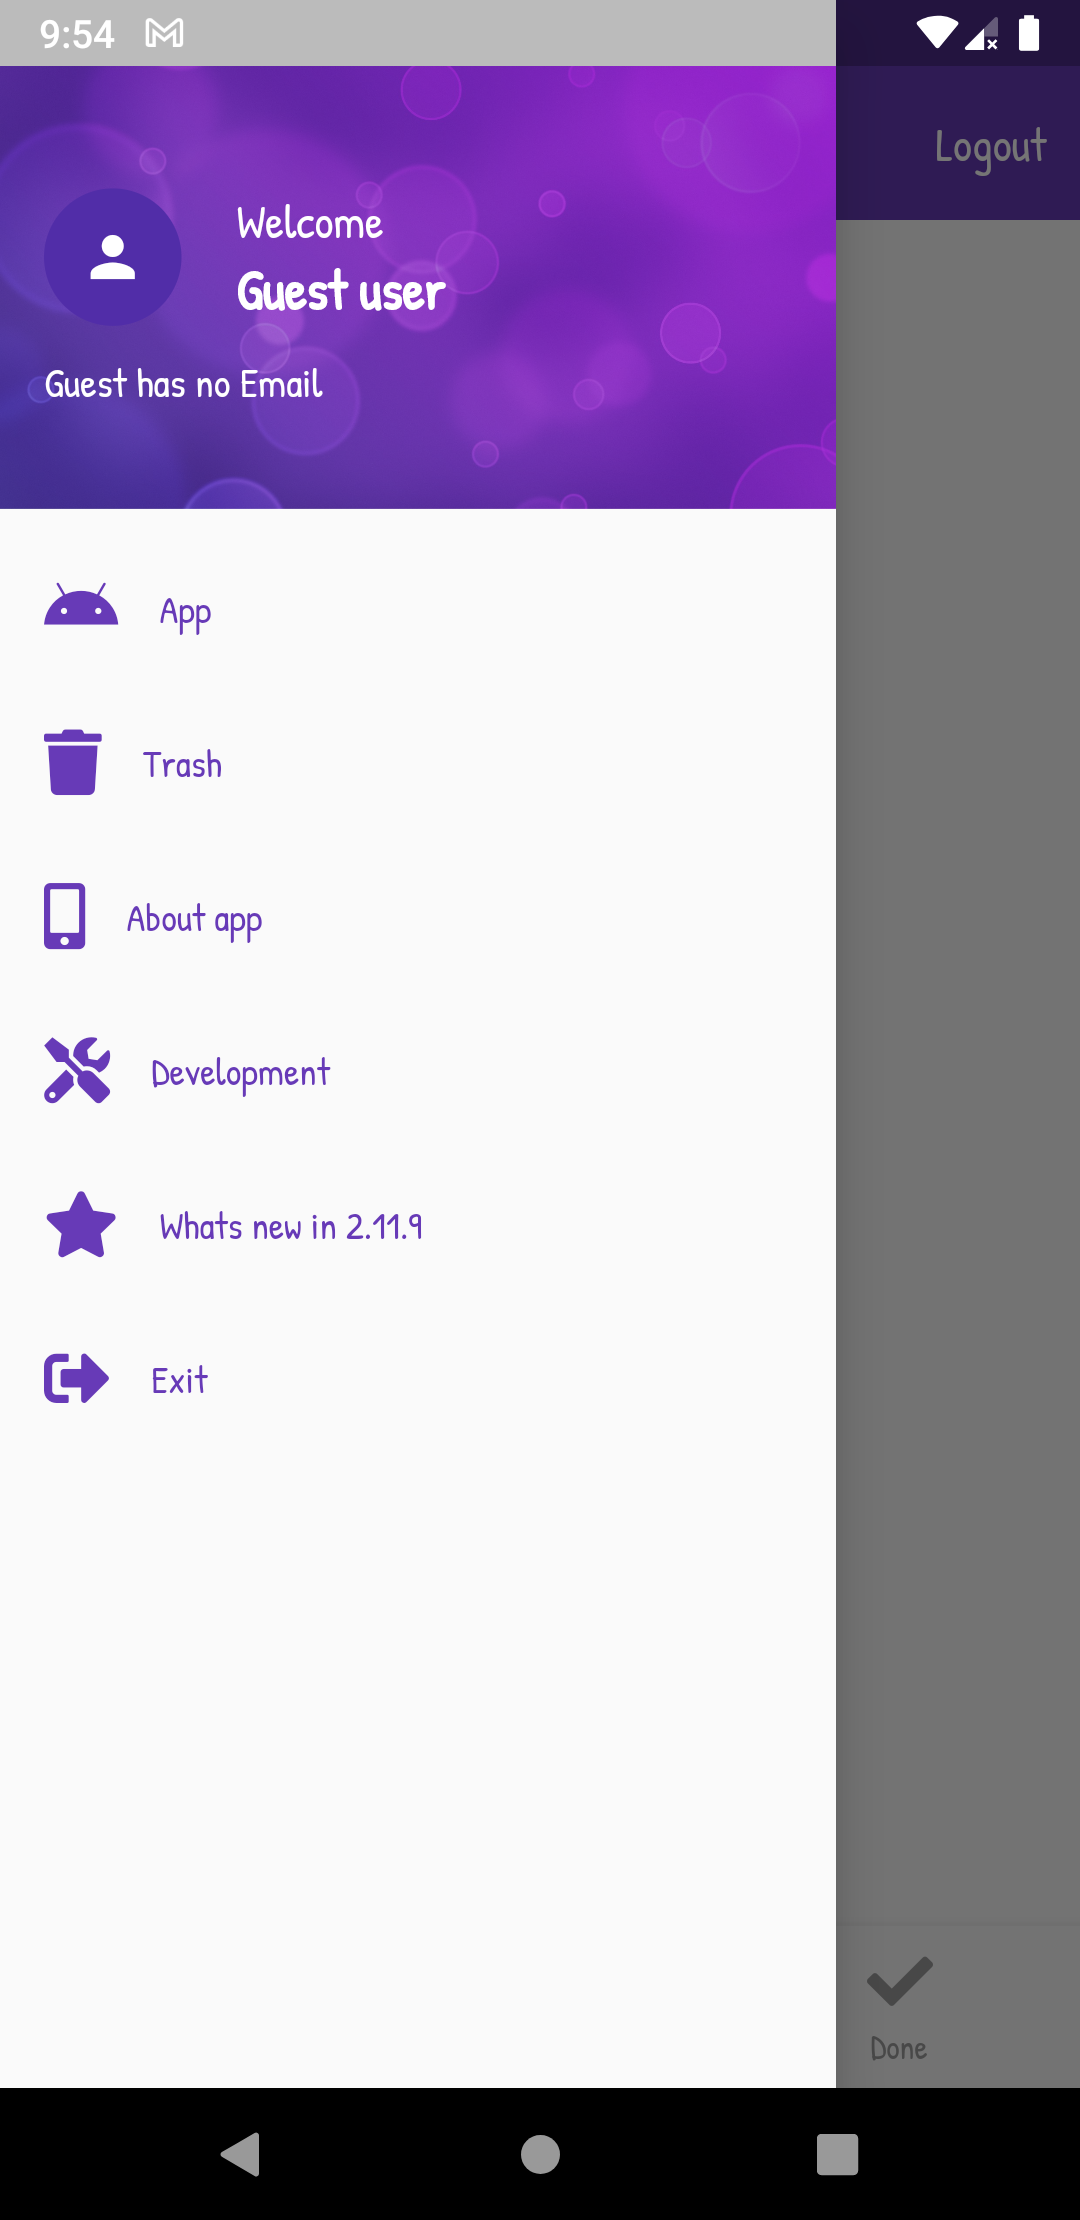 9:54
Logout
Welcome
Guest user
Guest has no Email
App
Trash
About app
Development
Whats new in 2.11.9
Exit
Done